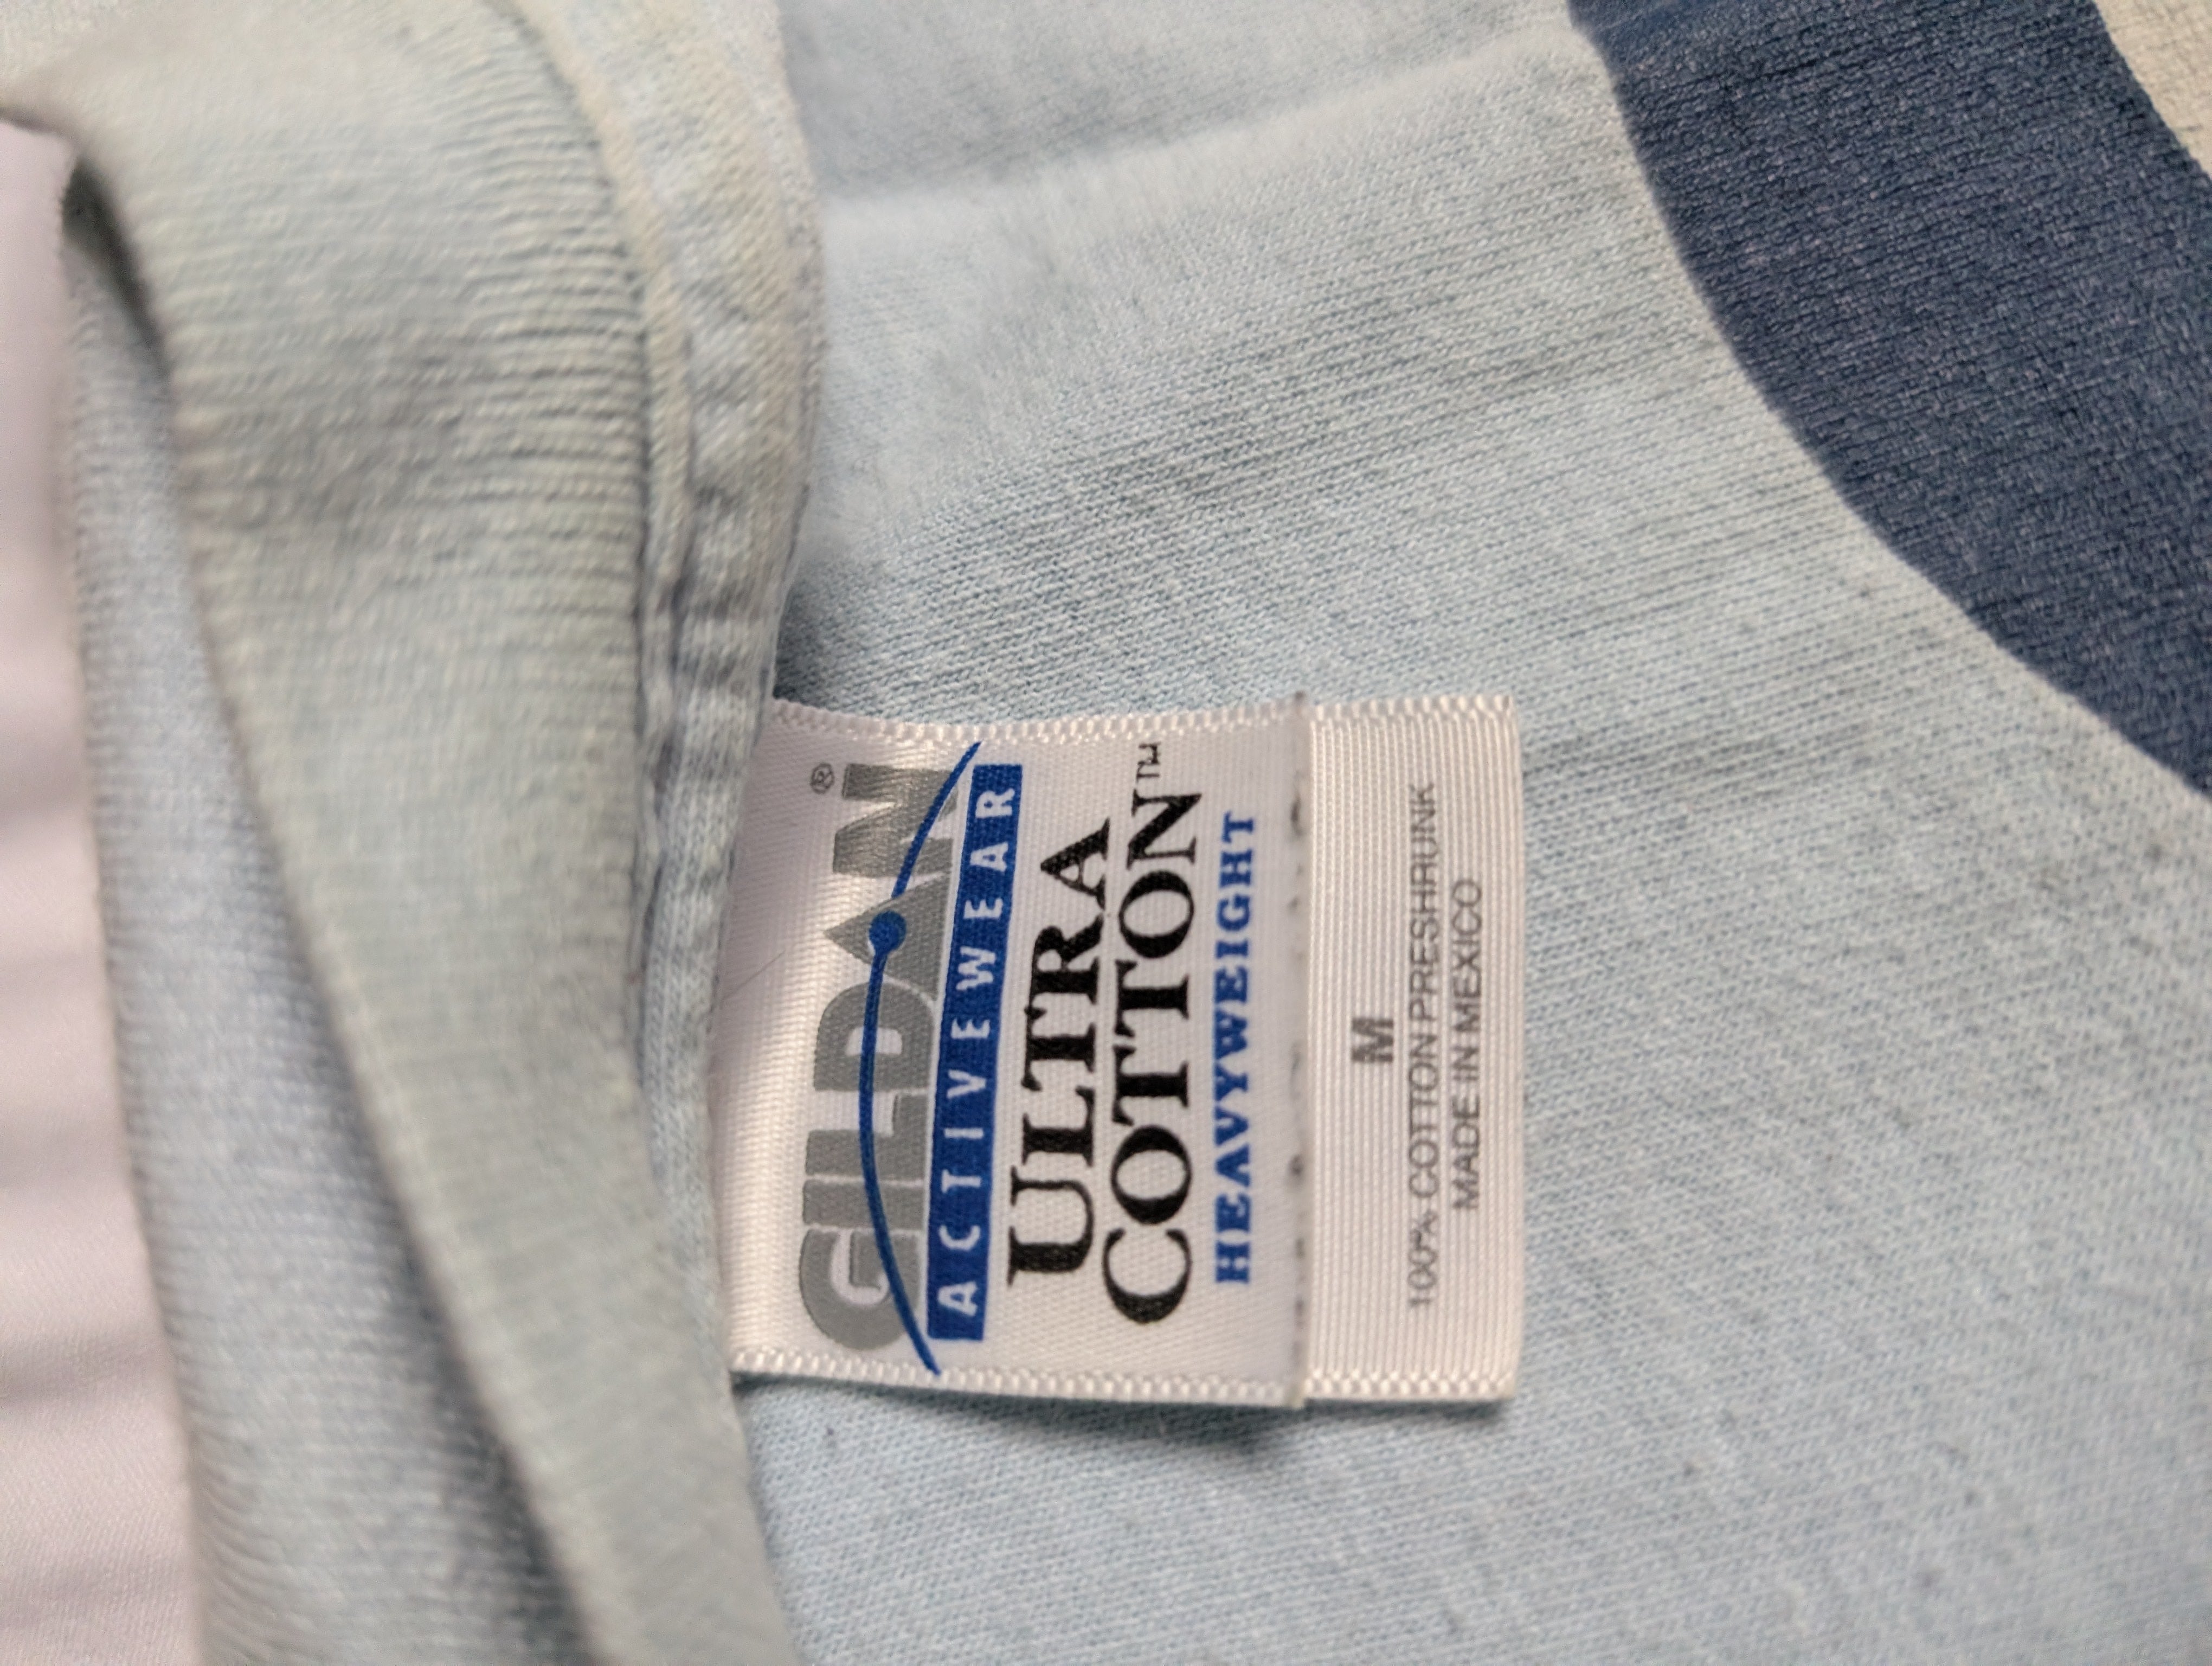 GILDAN®
ACTIVEWEAR
ULTRA
COTTON™
HEAVYWEIGHT
M
100% COTTON PRESHRUNK
MADE IN MEXICO